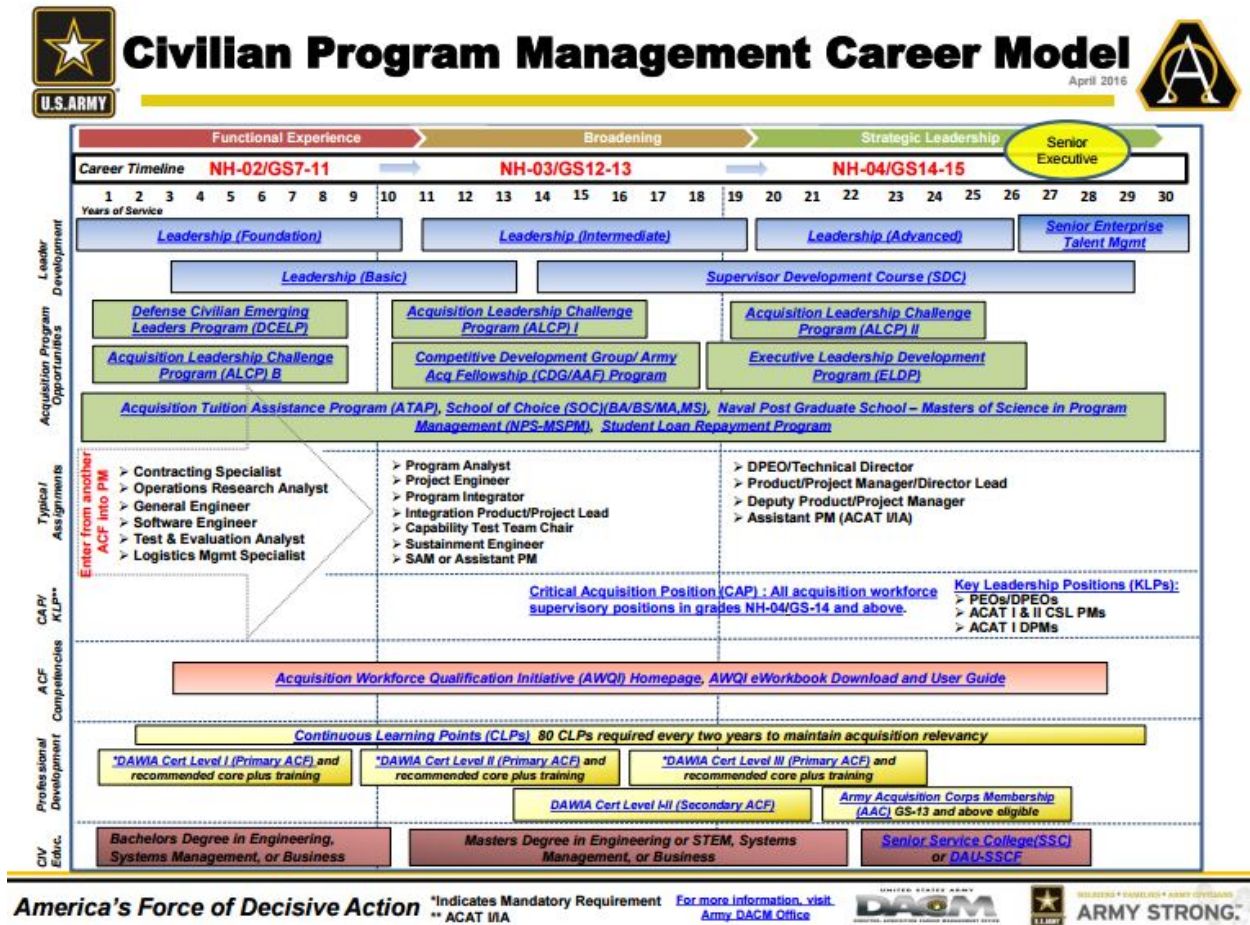 U.S.ARMY
Civilian Program Management Career Model
April 2016
Functional Experience
Broadening
Strategic Leadership
Senior
Executive
Career Timeline
NH-02/GS7-11
NH-03/GS12-13
NH-04/GS14-15
1 2 3 4 5 6 7 8 9 10 11 12 13 14 15 16 17 18 19 20 21 22 23 24 25 26 27 28 29 30
Years of Service
Leader
Development
Leadership (Foundation)
Leadership (Intermediate)
Leadership (Advanced)
Senior Enterprise
Talent Mgmt
Leadership (Basic)
Supervisor Development Course (SDC)
Acquisition Program
Opportunities
Defense Civilian Emerging
Leaders Program (DCELP)
Acquisition Leadership Challenge
Program (ALCP) I
Acquisition Leadership Challenge
Program (ALCP) II
Acquisition Leadership Challenge
Program (ALCP) B
Competitive Development Group/ Army
Acq Fellowship (CDG/AAF) Program
Executive Leadership Development
Program (ELDP)
Acquisition Tuition Assistance Program (ATAP), School of Choice (SOC)(BA/BS/MA,MS), Naval Post Graduate School – Masters of Science in Program
Management (NPS-MSPM), Student Loan Repayment Program
Typical
Assignments
Enter from another
ACF into PM
➢ Contracting Specialist
➢ Operations Research Analyst
➢ General Engineer
➢ Software Engineer
➢ Test & Evaluation Analyst
➢ Logistics Mgmt Specialist
➢ Program Analyst
➢ Project Engineer
➢ Program Integrator
➢ Integration Product/Project Lead
➢ Capability Test Team Chair
➢ Sustainment Engineer
➢ SAM or Assistant PM
➢ DPEO/Technical Director
➢ Product/Project Manager/Director Lead
➢ Deputy Product/Project Manager
➢ Assistant PM (ACAT I/IA)
CAP/
KLP**
Critical Acquisition Position (CAP) : All acquisition workforce
supervisory positions in grades NH-04/GS-14 and above.
Key Leadership Positions (KLPs):
➢ PEOs/DPEOs
➢ ACAT I & II CSL PMs
➢ ACAT I DPMs
ACF
Competencies
Acquisition Workforce Qualification Initiative (AWQI) Homepage, AWQI eWorkbook Download and User Guide
Professional
Development
Continuous Learning Points (CLPs) 80 CLPs required every two years to maintain acquisition relevancy
*DAWIA Cert Level I (Primary ACF) and
recommended core plus training
*DAWIA Cert Level II (Primary ACF) and
recommended core plus training
*DAWIA Cert Level III (Primary ACF) and
recommended core plus training
DAWIA Cert Level I-II (Secondary ACF)
Army Acquisition Corps Membership
(AAC) GS-13 and above eligible
CIV
Educ.
Bachelors Degree in Engineering,
Systems Management, or Business
Masters Degree in Engineering or STEM, Systems
Management, or Business
Senior Service College(SSC)
or DAU-SSCF
America's Force of Decisive Action
*Indicates Mandatory Requirement
** ACAT I/IA
For more information, visit
Army DACM Office
UNITED STATES ARMY
DACM
DIRECTOR, ACQUISITION CAREER MANAGEMENT OFFICE
U.S.ARMY
SOLDIERS * FAMILIES * ARMY CIVILIANS
ARMY STRONG.